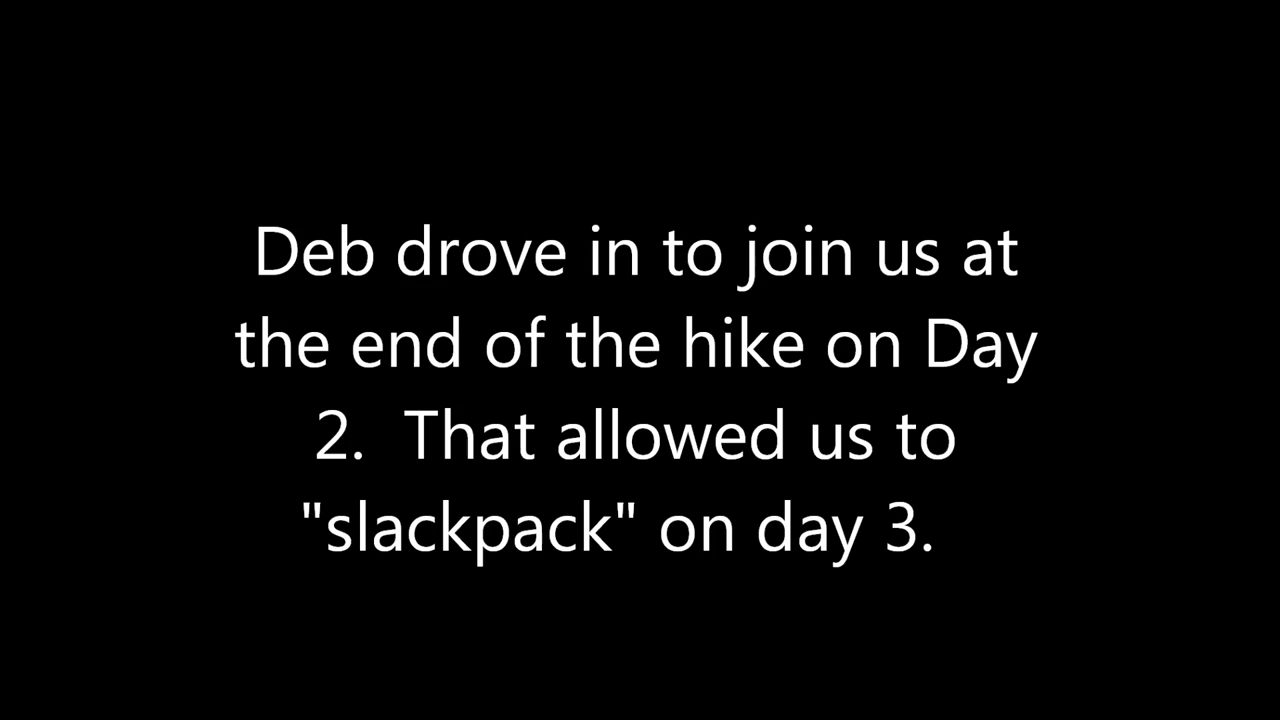 Deb drove in to join us at
the end of the hike on Day
2.  That allowed us to
"slackpack" on day 3.